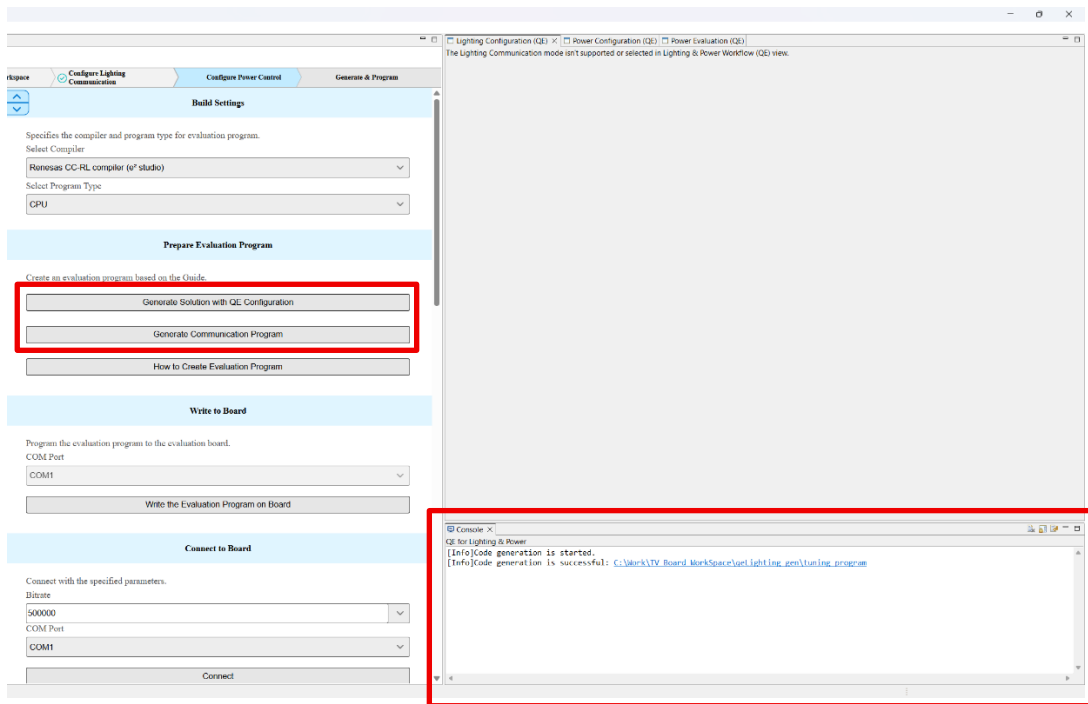 Lighting Configuration (QE) Power Configuration (QE) Power Evaluation (QE)
The Lighting Communication mode isn't supported or selected in Lighting & Power Workflow (QE) view.
Configure Lighting Communication
Configure Power Control
Generate & Program
Build Settings
Specifies the compiler and program type for evaluation program.
Select Compiler
Renesas CC-RL compiler (e² studio)
Select Program Type
CPU
Prepare Evaluation Program
Create an evaluation program based on the Guide.
Generate Solution with QE Configuration
Generate Communication Program
How to Create Evaluation Program
Write to Board
Program the evaluation program to the evaluation board.
COM Port
COM1
Write the Evaluation Program on Board
Connect to Board
Connect with the specified parameters.
Bitrate
500000
COM Port
COM1
Connect
Console
QE for Lighting & Power
[Info]Code generation is started.
[Info]Code generation is successful: C:\Work\TV_Board_WorkSpace\qeLighting_gen\tuning_program